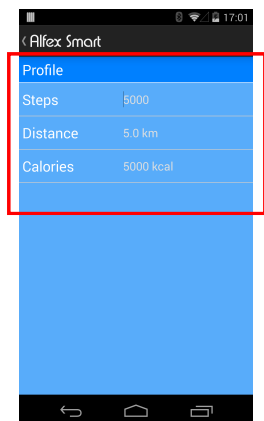 17:01
Alfex Smart
Profile
Steps 5000
Distance 5.0 km
Calories 5000 kcal